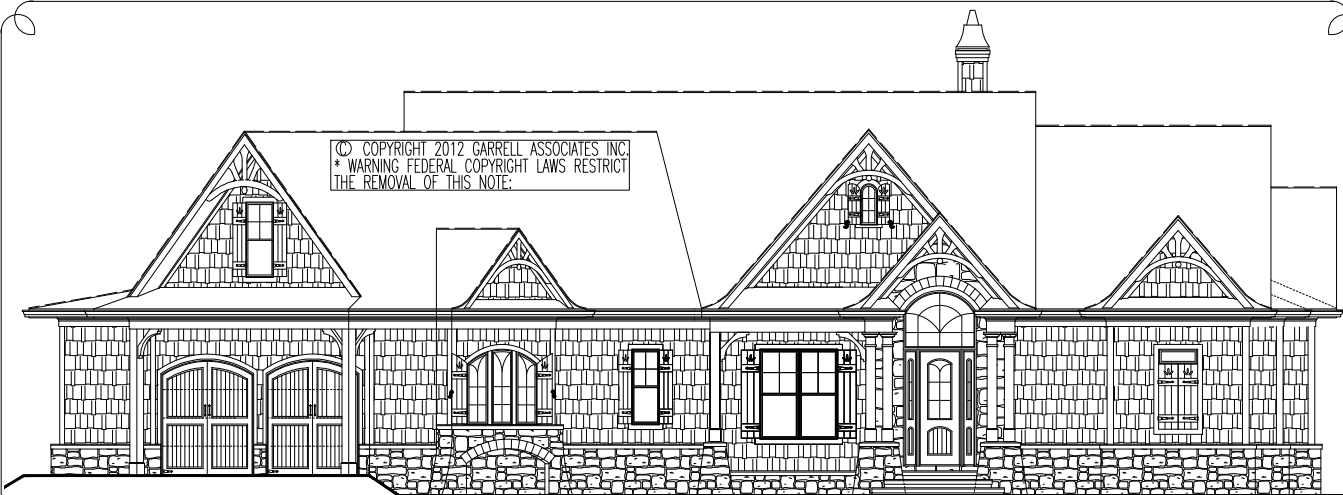 © COPYRIGHT 2012 GARRELL ASSOCIATES INC.
* WARNING FEDERAL COPYRIGHT LAWS RESTRICT
THE REMOVAL OF THIS NOTE: